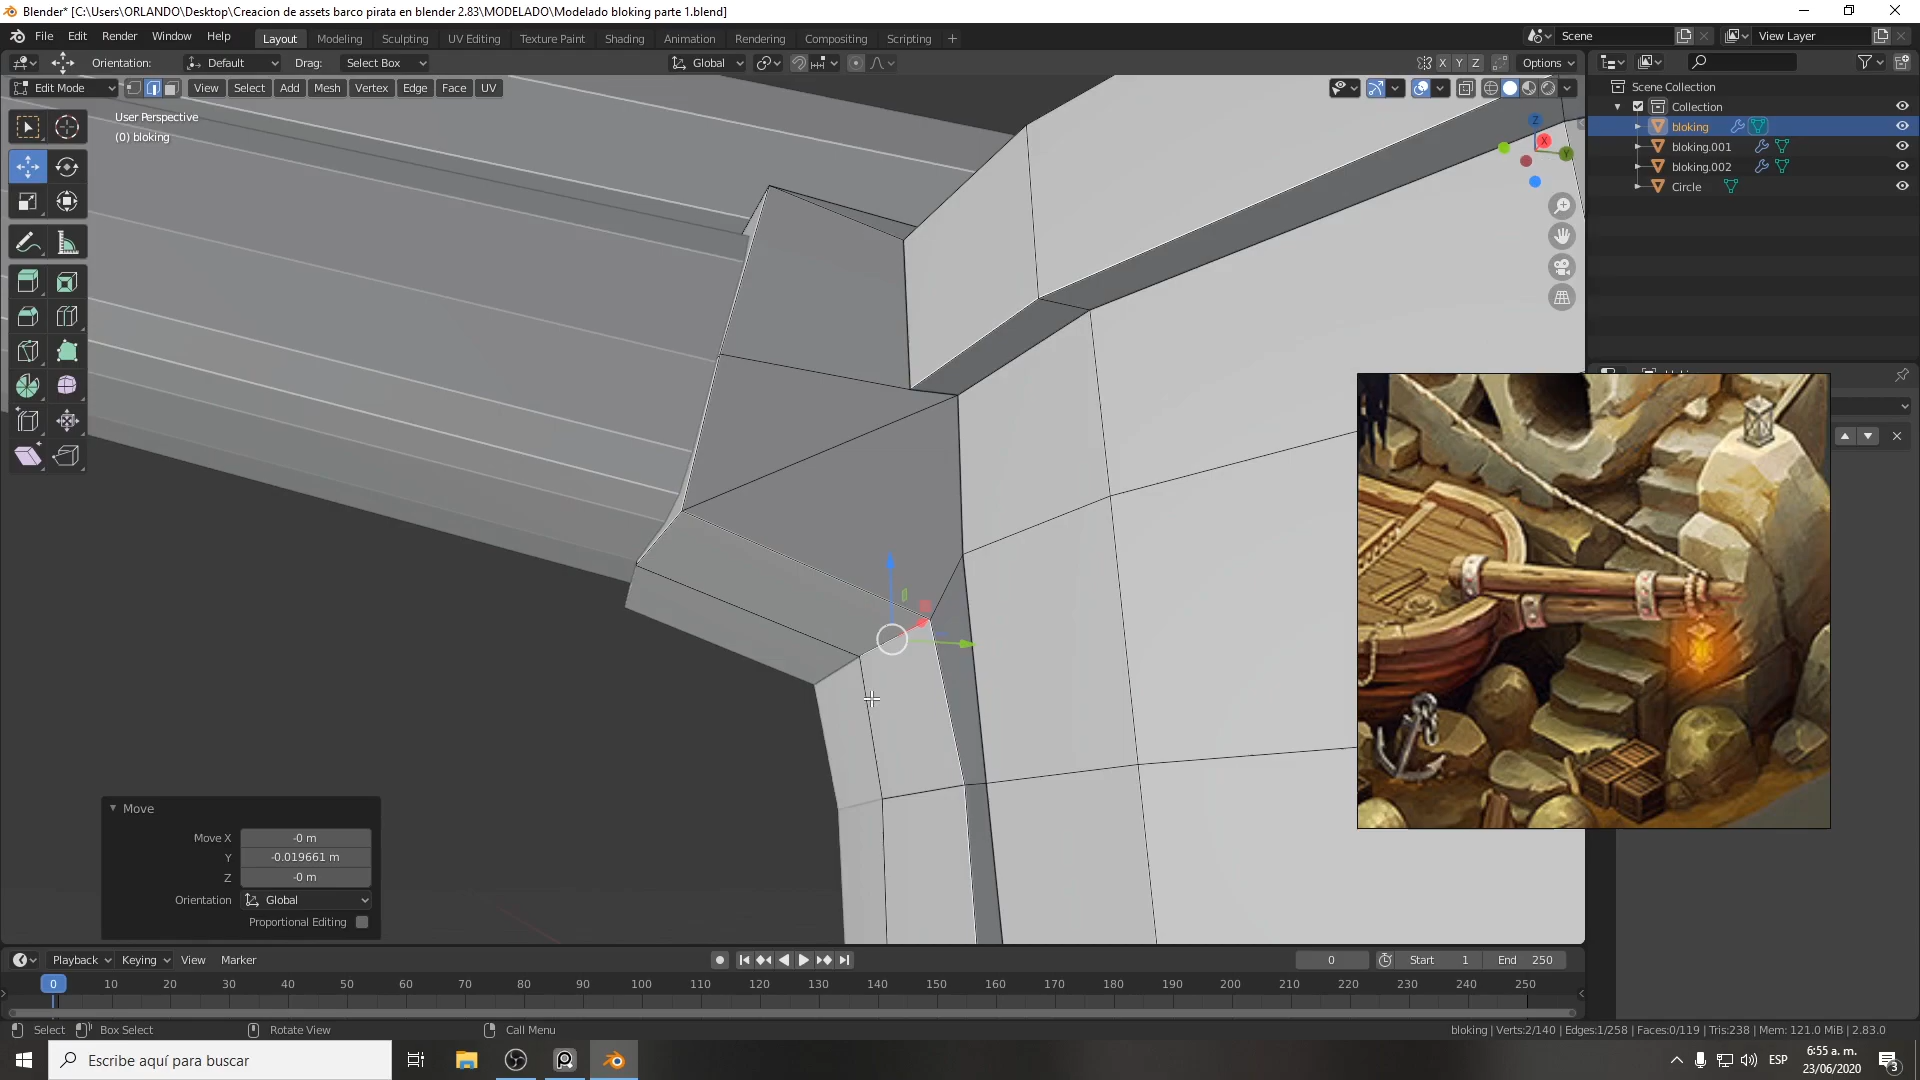 Blender* [C:\Users\ORLANDO\Desktop\Creacion de assets barco pirata en blender 2.83\MODELADO\Modelado bloking parte 1.blend]
File Edit Render Window Help Layout Modeling Sculpting UV Editing Texture Paint Shading Animation Rendering Compositing Scripting + Scene View Layer
Orientation: Default Drag: Select Box Global X Y Z Options
Edit Mode View Select Add Mesh Vertex Edge Face UV
User Perspective
(0) bloking
Scene Collection
Collection
bloking
bloking.001
bloking.002
Circle
Z
X
Y
Move
Move X -0 m
Y -0.019661 m
Z -0 m
Orientation Global
Proportional Editing
Playback Keying View Marker 0 Start 1 End 250
0 10 20 30 40 50 60 70 80 90 100 110 120 130 140 150 160 170 180 190 200 210 220 230 240 250
Select Box Select Rotate View Call Menu bloking | Verts:2/140 | Edges:1/258 | Faces:0/119 | Tris:238 | Mem: 121.0 MiB | 2.83.0
Escribe aquí para buscar
ESP
6:55 a. m.
23/06/2020
3